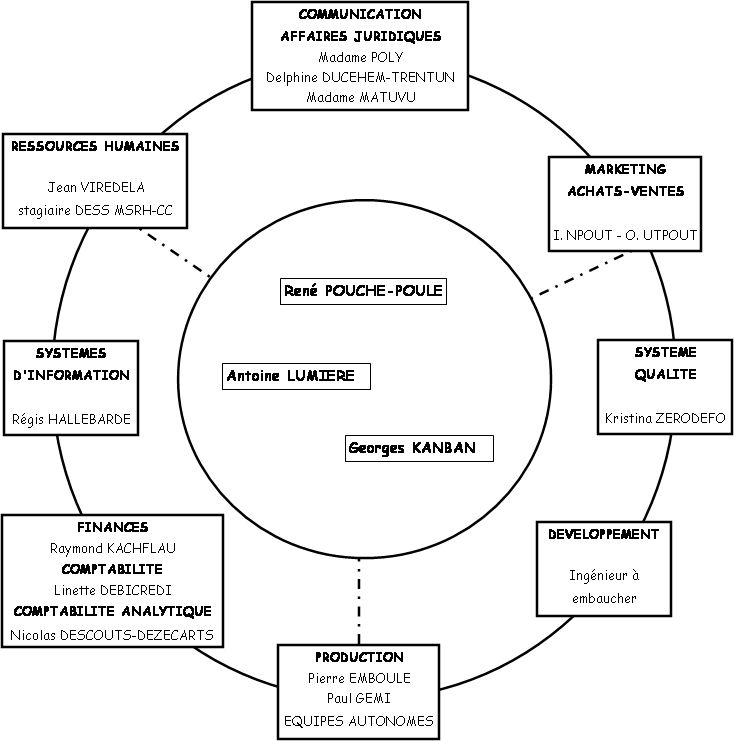 COMMUNICATION
AFFAIRES JURIDIQUES
Madame POLY
Delphine DUCEHEM-TRENTUN
Madame MATUVU
RESSOURCES HUMAINES
Jean VIREDELA
stagiaire DESS MSRH-CC
MARKETING
ACHATS-VENTES
I. NPOUT - O. UTPOUT
René POUCHE-POULE
Antoine LUMIERE
Georges KANBAN
SYSTEMES
D'INFORMATION
Régis HALLEBARDE
SYSTEME
QUALITE
Kristina ZERODEFO
FINANCES
Raymond KACHFLAU
COMPTABILITE
Linette DEBICREDI
COMPTABILITE ANALYTIQUE
Nicolas DESCOUTS-DEZECARTS
DEVELOPPEMENT
Ingénieur à
embaucher
PRODUCTION
Pierre EMBOULE
Paul GEMI
EQUIPES AUTONOMES